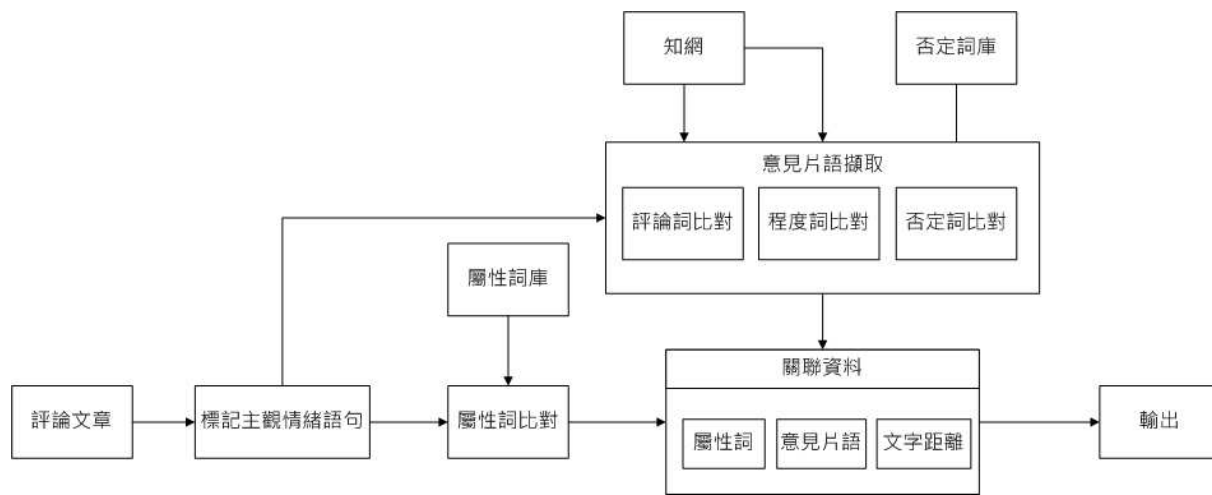 知網
否定詞庫
意見片語擷取
評論詞比對
程度詞比對
否定詞比對
屬性詞庫
關聯資料
評論文章
標記主觀情緒語句
屬性詞比對
屬性詞
意見片語
文字距離
輸出